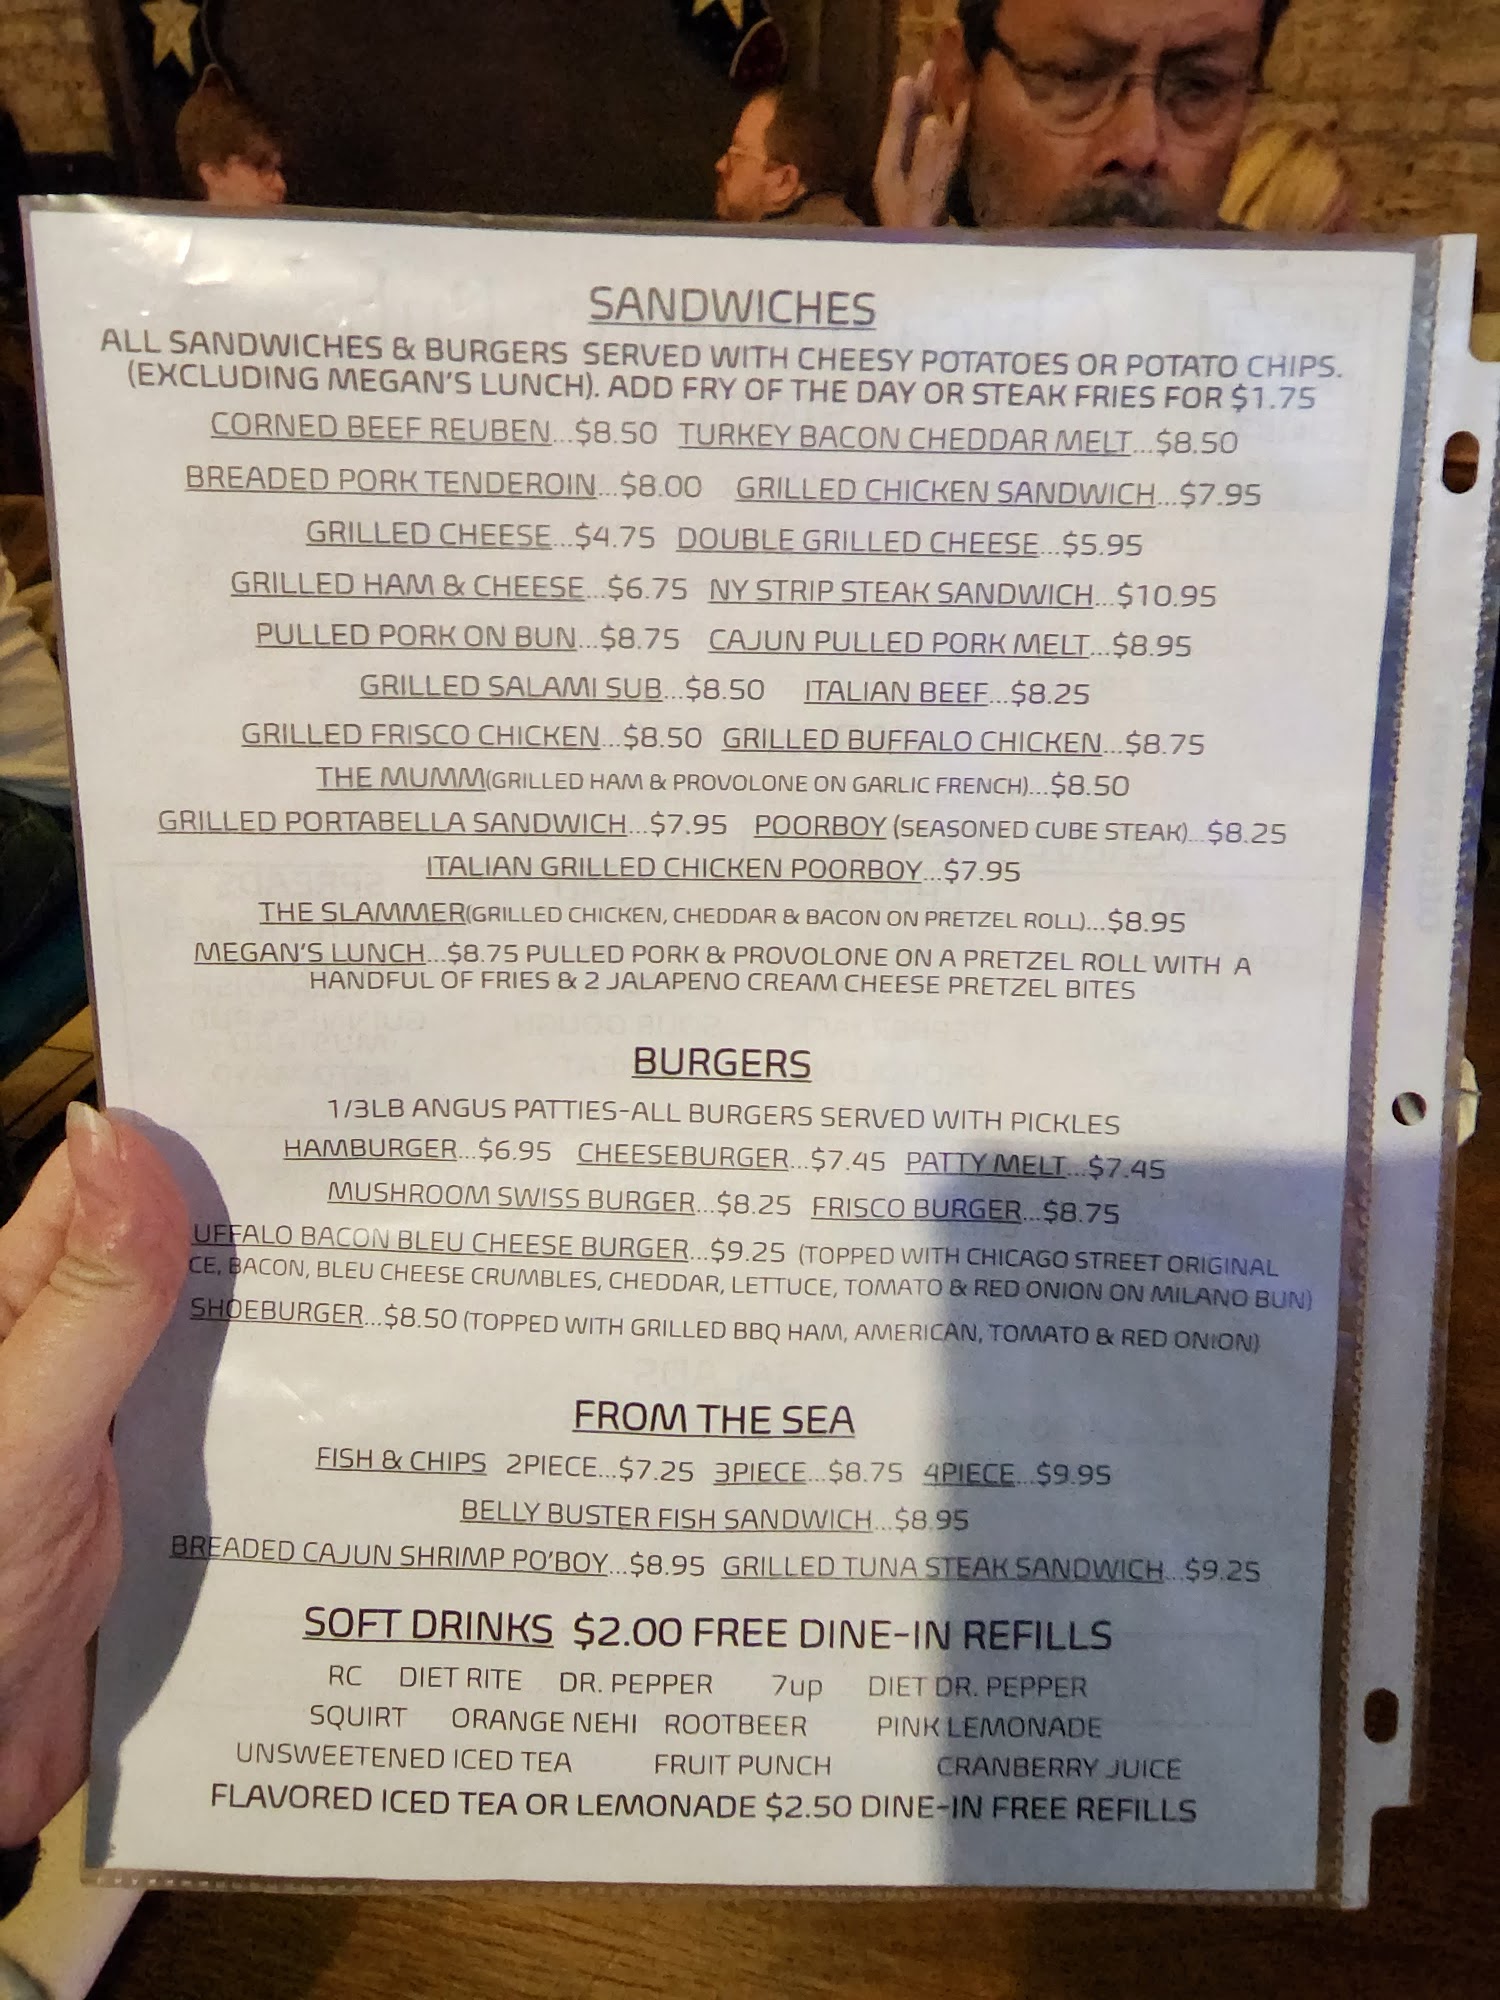 SANDWICHES
ALL SANDWICHES & BURGERS SERVED WITH CHEESY POTATOES OR POTATO CHIPS.
(EXCLUDING MEGAN'S LUNCH). ADD FRY OF THE DAY OR STEAK FRIES FOR $1.75
CORNED BEEF REUBEN...$8.50 TURKEY BACON CHEDDAR MELT...$8.50
BREADED PORK TENDEROIN...$8.00 GRILLED CHICKEN SANDWICH...$7.95
GRILLED CHEESE...$4.75 DOUBLE GRILLED CHEESE...$5.95
GRILLED HAM & CHEESE...$6.75 NY STRIP STEAK SANDWICH...$10.95
PULLED PORK ON BUN...$8.75 CAJUN PULLED PORK MELT...$8.95
GRILLED SALAMI SUB...$8.50 ITALIAN BEEF...$8.25
GRILLED FRISCO CHICKEN...$8.50 GRILLED BUFFALO CHICKEN...$8.75
THE MUMM(GRILLED HAM & PROVOLONE ON GARLIC FRENCH)...$8.50
GRILLED PORTABELLA SANDWICH...$7.95 POORBOY (SEASONED CUBE STEAK)...$8.25
ITALIAN GRILLED CHICKEN POORBOY...$7.95
THE SLAMMER(GRILLED CHICKEN, CHEDDAR & BACON ON PRETZEL ROLL)...$8.95
MEGAN'S LUNCH...$8.75 PULLED PORK & PROVOLONE ON A PRETZEL ROLL WITH A
HANDFUL OF FRIES & 2 JALAPENO CREAM CHEESE PRETZEL BITES
BURGERS
1/3LB ANGUS PATTIES-ALL BURGERS SERVED WITH PICKLES
HAMBURGER...$6.95 CHEESEBURGER...$7.45 PATTY MELT...$7.45
MUSHROOM SWISS BURGER...$8.25 FRISCO BURGER...$8.75
UFFALO BACON BLEU CHEESE BURGER...$9.25 (TOPPED WITH CHICAGO STREET ORIGINAL
CE, BACON, BLEU CHEESE CRUMBLES, CHEDDAR, LETTUCE, TOMATO & RED ONION ON MILANO BUN)
SHOEBURGER...$8.50 (TOPPED WITH GRILLED BBQ HAM, AMERICAN, TOMATO & RED ONION)
FROM THE SEA
FISH & CHIPS 2PIECE...$7.25 3PIECE...$8.75 4PIECE...$9.95
BELLY BUSTER FISH SANDWICH...$8.95
BREADED CAJUN SHRIMP PO'BOY...$8.95 GRILLED TUNA STEAK SANDWICH...$9.25
SOFT DRINKS $2.00 FREE DINE-IN REFILLS
RC DIET RITE DR. PEPPER 7up DIET DR. PEPPER
SQUIRT ORANGE NEHI ROOTBEER PINK LEMONADE
UNSWEETENED ICED TEA FRUIT PUNCH CRANBERRY JUICE
FLAVORED ICED TEA OR LEMONADE $2.50 DINE-IN FREE REFILLS